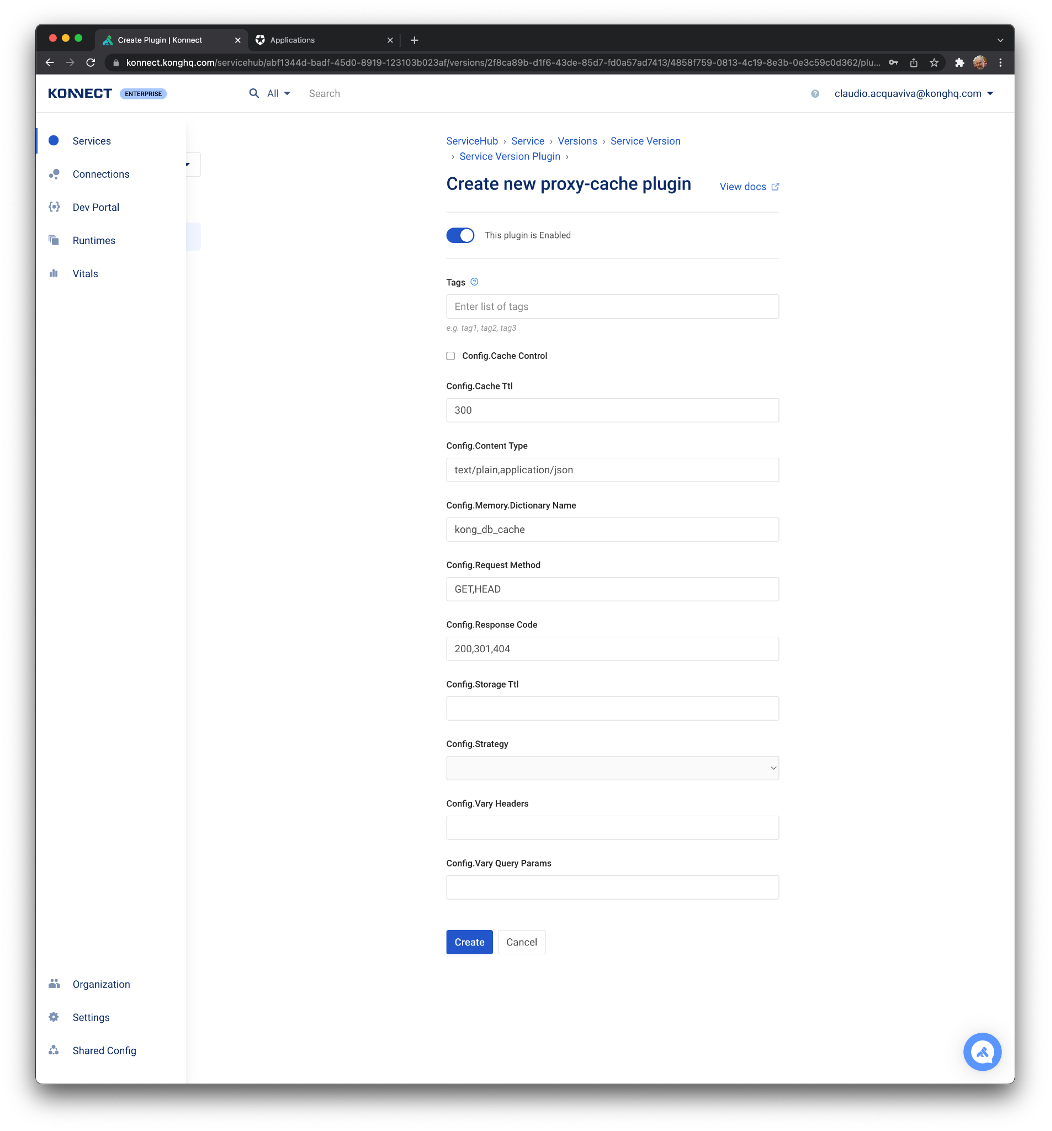 Create Plugin | Konnect
Applications
konnect.konghq.com/servicehub/abf1344d-badf-45d0-8919-123103b023af/versions/2f8ca89b-d1f6-43de-85d7-fd0a57ad7413/4858f759-0813-4c19-8e3b-0e3c59c0d362/plu...
KONNECT ENTERPRISE
All
Search
claudio.acquaviva@konghq.com
Services
Connections
Dev Portal
Runtimes
Vitals
Organization
Settings
Shared Config
ServiceHub › Service › Versions › Service Version
› Service Version Plugin ›
Create new proxy-cache plugin
View docs
This plugin is Enabled
Tags
Enter list of tags
e.g. tag1, tag2, tag3
Config.Cache Control
Config.Cache Ttl
300
Config.Content Type
text/plain,application/json
Config.Memory.Dictionary Name
kong_db_cache
Config.Request Method
GET,HEAD
Config.Response Code
200,301,404
Config.Storage Ttl
Config.Strategy
Config.Vary Headers
Config.Vary Query Params
Create
Cancel